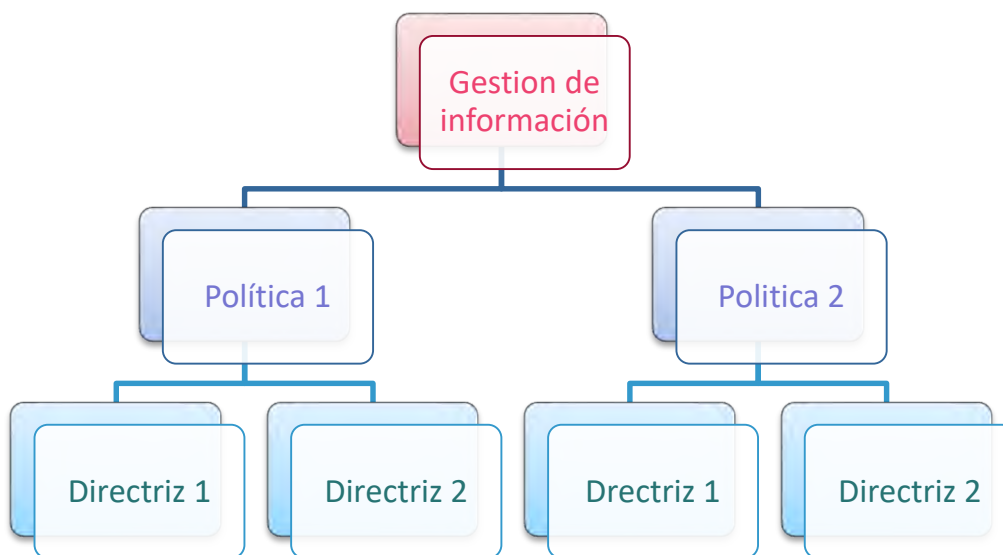 Gestion de
información
Política 1
Politica 2
Directriz 1
Directriz 2
Drectriz 1
Directriz 2